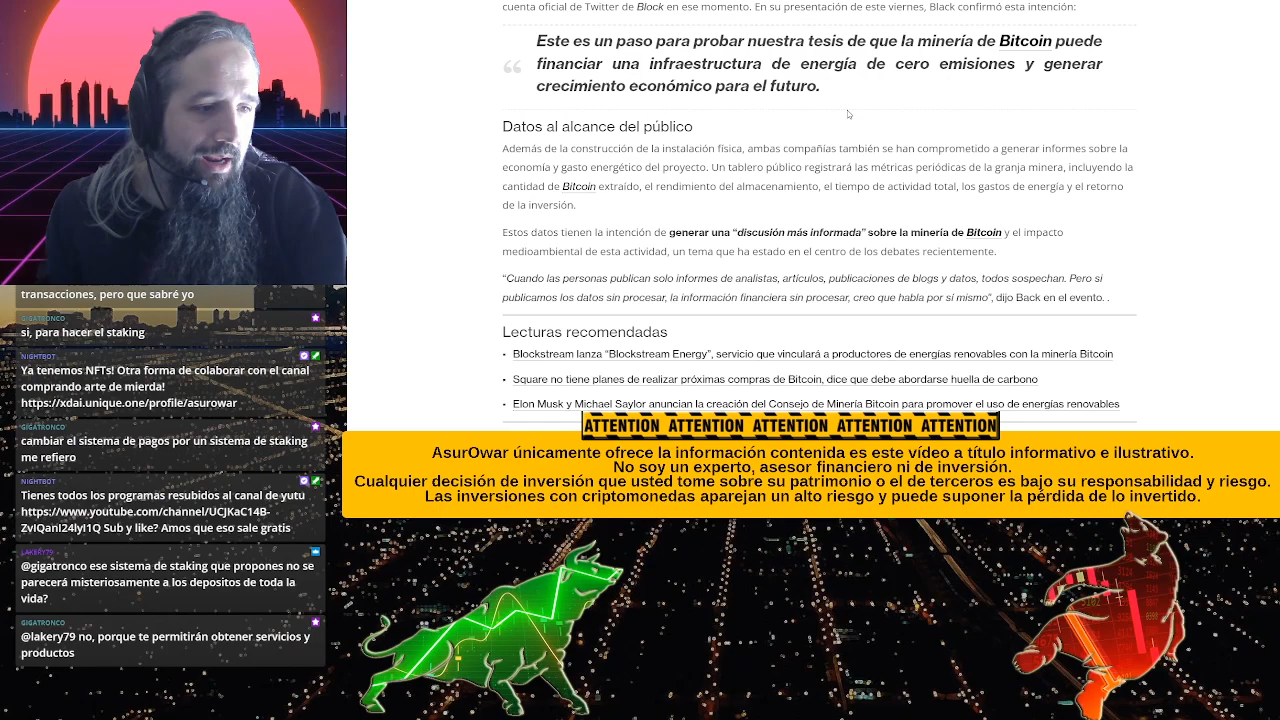 cuenta oficial de Twitter de Block en ese momento. En su presentación de este viernes, Black confirmó esta intención:
“ Este es un paso para probar nuestra tesis de que la minería de Bitcoin puede
financiar una infraestructura de energía de cero emisiones y generar
crecimiento económico para el futuro.
Datos al alcance del público
Además de la construcción de la instalación física, ambas compañías también se han comprometido a generar informes sobre la
economía y gasto energético del proyecto. Un tablero público registrará las métricas periódicas de la granja minera, incluyendo la
cantidad de Bitcoin extraído, el rendimiento del almacenamiento, el tiempo de actividad total, los gastos de energía y el retorno
de la inversión.
Estos datos tienen la intención de generar una “discusión más informada” sobre la minería de Bitcoin y el impacto
medioambiental de esta actividad, un tema que ha estado en el centro de los debates recientemente.
“Cuando las personas publican solo informes de analistas, artículos, publicaciones de blogs y datos, todos sospechan. Pero si
publicamos los datos sin procesar, la información financiera sin procesar, creo que habla por sí mismo”, dijo Back en el evento. .
Lecturas recomendadas
• Blockstream lanza “Blockstream Energy”, servicio que vinculará a productores de energías renovables con la minería Bitcoin
• Square no tiene planes de realizar próximas compras de Bitcoin, dice que debe abordarse huella de carbono
• Elon Musk y Michael Saylor anuncian la creación del Consejo de Minería Bitcoin para promover el uso de energías renovables
ATTENTION ATTENTION ATTENTION ATTENTION ATTENTION
AsurOwar únicamente ofrece la información contenida es este vídeo a título informativo e ilustrativo.
No soy un experto, asesor financiero ni de inversión.
Cualquier decisión de inversión que usted tome sobre su patrimonio o el de terceros es bajo su responsabilidad y riesgo.
Las inversiones con criptomonedas aparejan un alto riesgo y puede suponer la pérdida de lo invertido.
transacciones, pero que sabré yo
GIGATRONCO
si, para hacer el staking
NIGHTBOT
Ya tenemos NFTs! Otra forma de colaborar con el canal
comprando arte de mierda!
https://xdai.unique.one/profile/asurowar
GIGATRONCO
cambiar el sistema de pagos por un sistema de staking
me refiero
NIGHTBOT
Tienes todos los programas resubidos al canal de yutu
https://www.youtube.com/channel/UCJKaC14B-
ZvIQanI24lyI1Q Sub y like? Amos que eso sale gratis
LAKERY79
@gigatronco ese sistema de staking que propones no se
parecerá misteriosamente a los depositos de toda la
vida?
GIGATRONCO
@lakery79 no, porque te permitirán obtener servicios y
productos